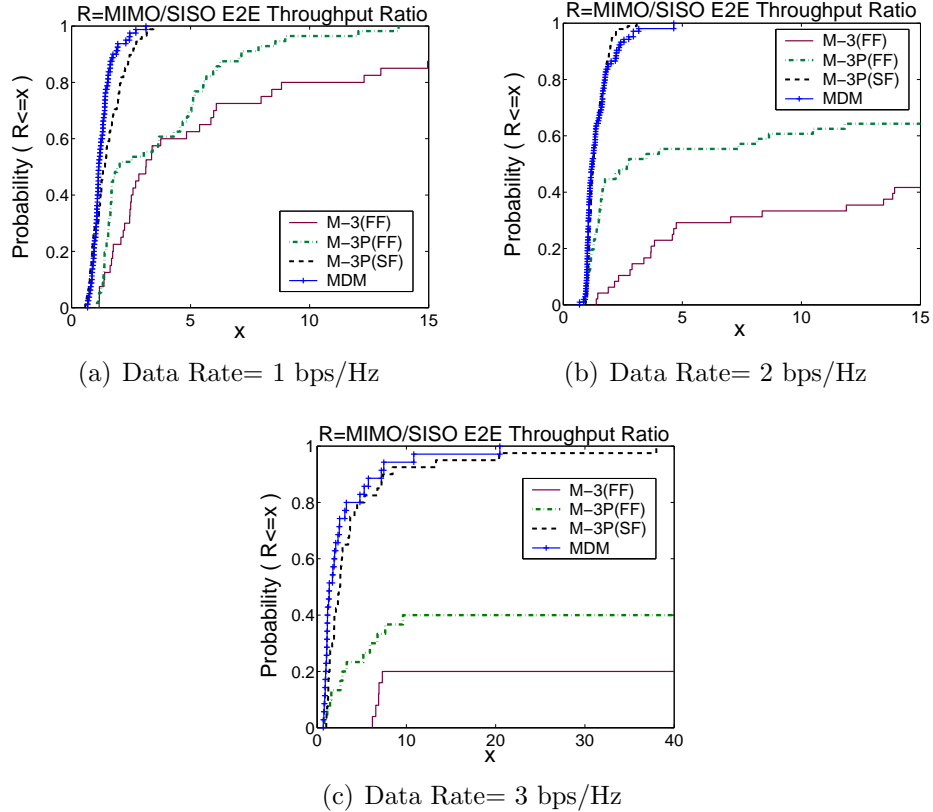 R=MIMO/SISO E2E Throughput Ratio
Probability ( R<=x)
1
0.8
0.6
0.4
0.2
0
0
5
10
15
x
M-3(FF)
M-3P(FF)
M-3P(SF)
MDM
(a) Data Rate= 1 bps/Hz
R=MIMO/SISO E2E Throughput Ratio
Probability ( R<=x)
1
0.8
0.6
0.4
0.2
0
0
5
10
15
x
M-3(FF)
M-3P(FF)
M-3P(SF)
MDM
(b) Data Rate= 2 bps/Hz
R=MIMO/SISO E2E Throughput Ratio
Probability ( R<=x)
1
0.8
0.6
0.4
0.2
0
0
10
20
30
40
x
M-3(FF)
M-3P(FF)
M-3P(SF)
MDM
(c) Data Rate= 3 bps/Hz